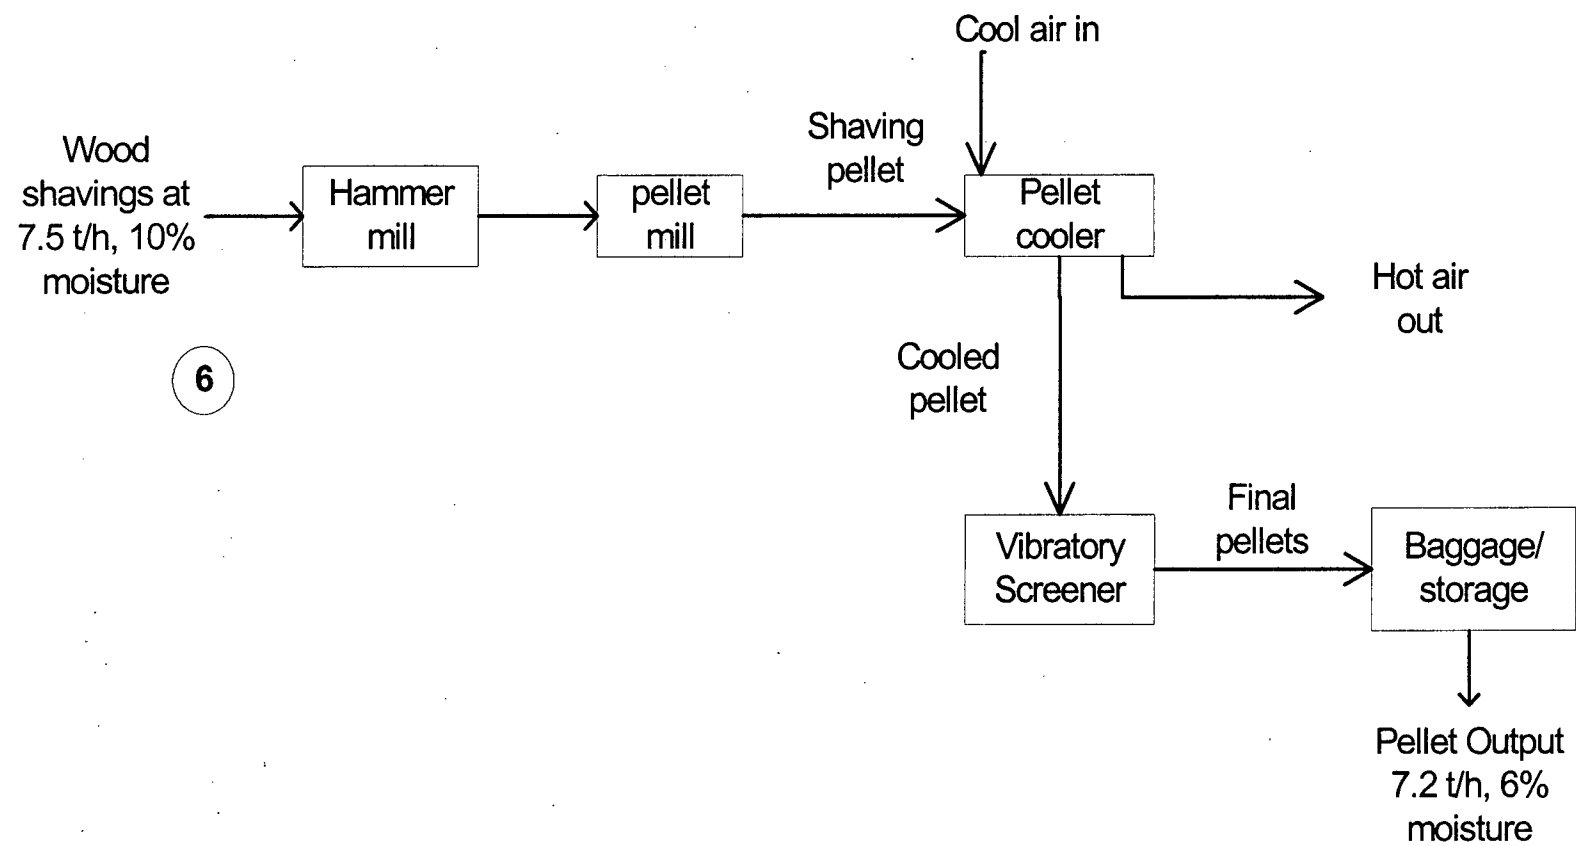 Cool air in
Wood
shavings at
7.5 t/h, 10%
moisture
Hammer
mill
pellet
mill
Shaving
pellet
Pellet
cooler
Hot air
out
6
Cooled
pellet
Vibratory
Screener
Final
pellets
Baggage/
storage
Pellet Output
7.2 t/h, 6%
moisture